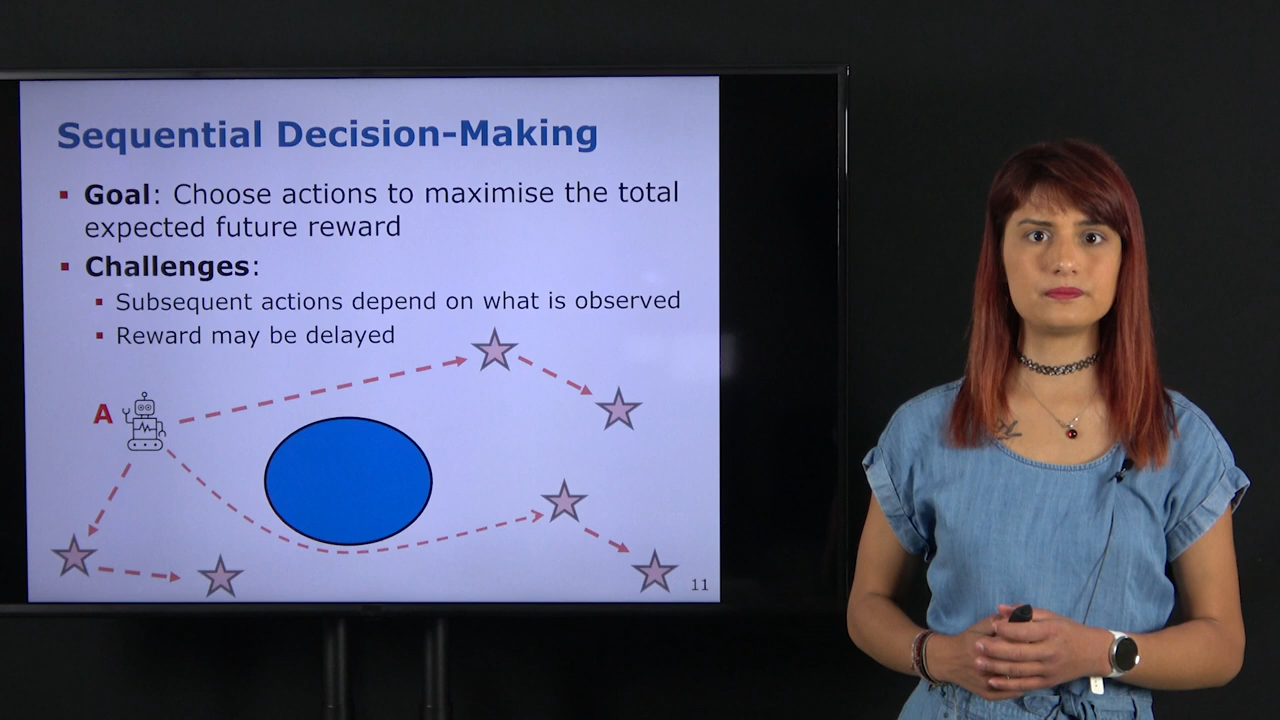 Sequential Decision-Making
▪ Goal: Choose actions to maximise the total
expected future reward
▪ Challenges:
▪ Subsequent actions depend on what is observed
▪ Reward may be delayed
A
11